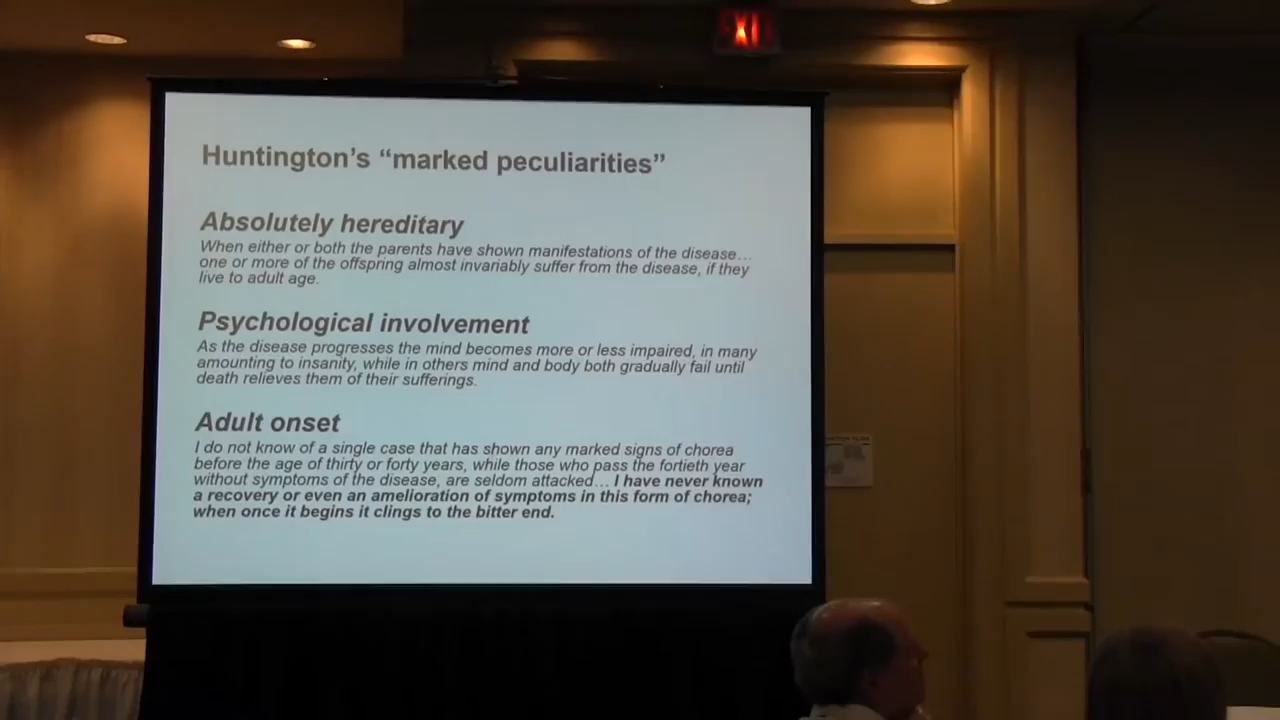 EXIT
Huntington's “marked peculiarities”
Absolutely hereditary
When either or both the parents have shown manifestations of the disease…
one or more of the offspring almost invariably suffer from the disease, if they
live to adult age.
Psychological involvement
As the disease progresses the mind becomes more or less impaired, in many
amounting to insanity, while in others mind and body both gradually fail until
death relieves them of their sufferings.
Adult onset
I do not know of a single case that has shown any marked signs of chorea
before the age of thirty or forty years, while those who pass the fortieth year
without symptoms of the disease, are seldom attacked… I have never known
a recovery or even an amelioration of symptoms in this form of chorea;
when once it begins it clings to the bitter end.